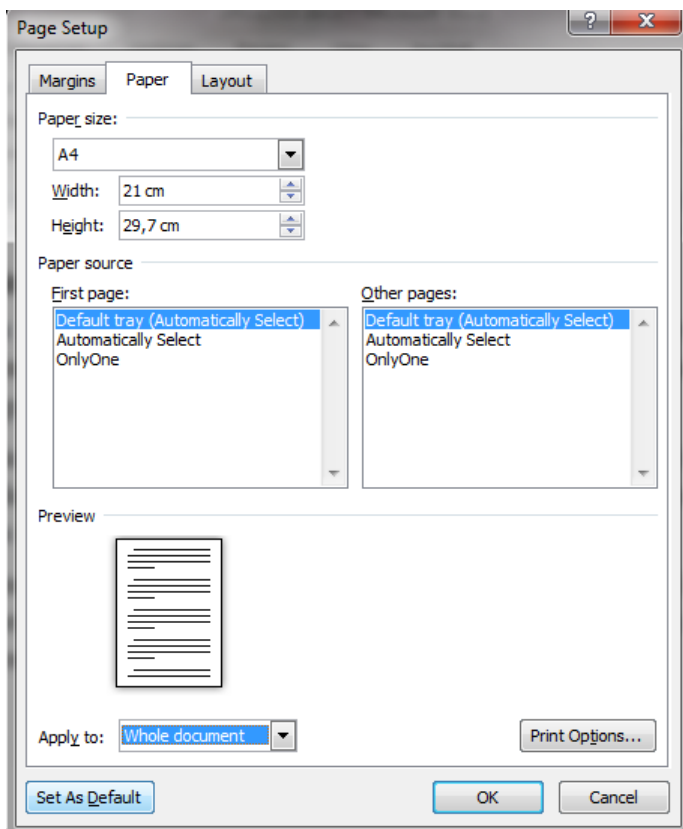 Page Setup
?
X
Margins Paper Layout
Paper size:
A4
Width: 21 cm
Height: 29,7 cm
Paper source
First page:
Default tray (Automatically Select)
Automatically Select
OnlyOne
Other pages:
Default tray (Automatically Select)
Automatically Select
OnlyOne
Preview
Apply to: Whole document
Print Options...
Set As Default OK Cancel